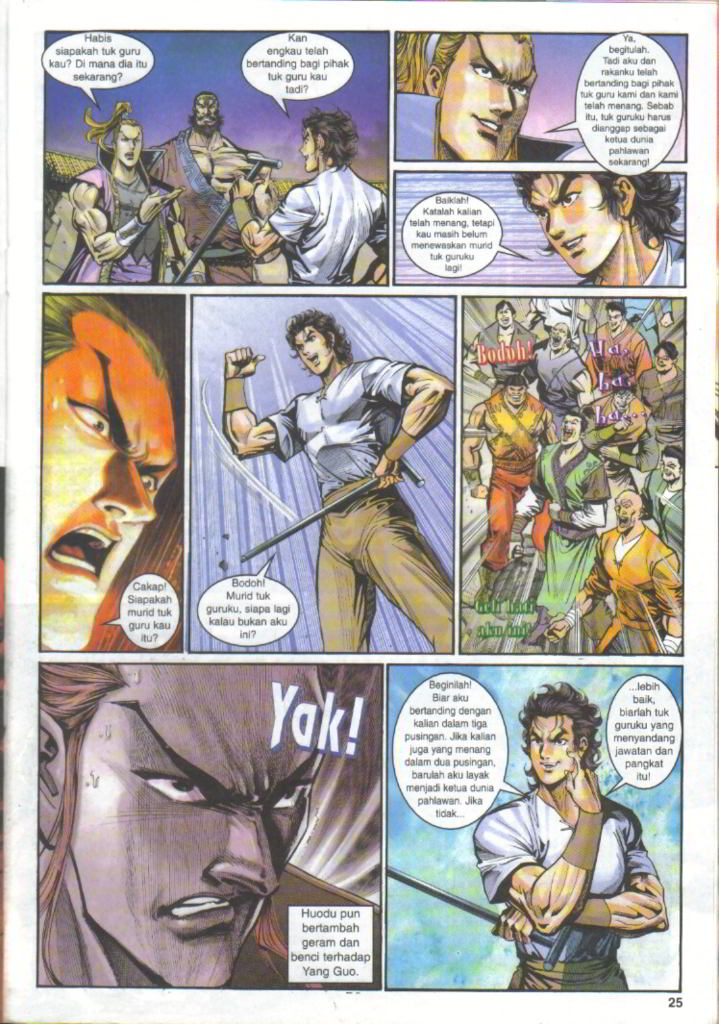 Habis
siapakah tuk guru
kau? Di mana dia itu
sekarang?
Kan
engkau telah
bertanding bagi pihak
tuk guru kau
tadi?
Ya,
begitulah.
Tadi aku dan
rakanku telah
bertanding bagi pihak
tuk guru kami dan kami
telah menang. Sebab
itu, tuk guruku harus
dianggap sebagai
ketua dunia
pahlawan
sekarang!
Baiklah!
Katalah kalian
telah menang, tetapi
kau masih belum
menewaskan murid
tuk guruku
lagi!
Cakap!
Siapakah
murid tuk
guru kau
itu?
Bodoh!
Murid tuk
guruku, siapa lagi
kalau bukan aku
ini?
Bodoh!
Ha,
ha,
ha...
Geli hati
aku ini!
Yak!
Huodu pun
bertambah
geram dan
benci terhadap
Yang Guo.
Beginilah!
Biar aku
bertanding dengan
kalian dalam tiga
pusingan. Jika kalian
juga yang menang
dalam dua pusingan,
barulah aku layak
menjadi ketua dunia
pahlawan. Jika
tidak...
...lebih
baik,
biarlah tuk
guruku yang
menyandang
jawatan dan
pangkat
itu!
25